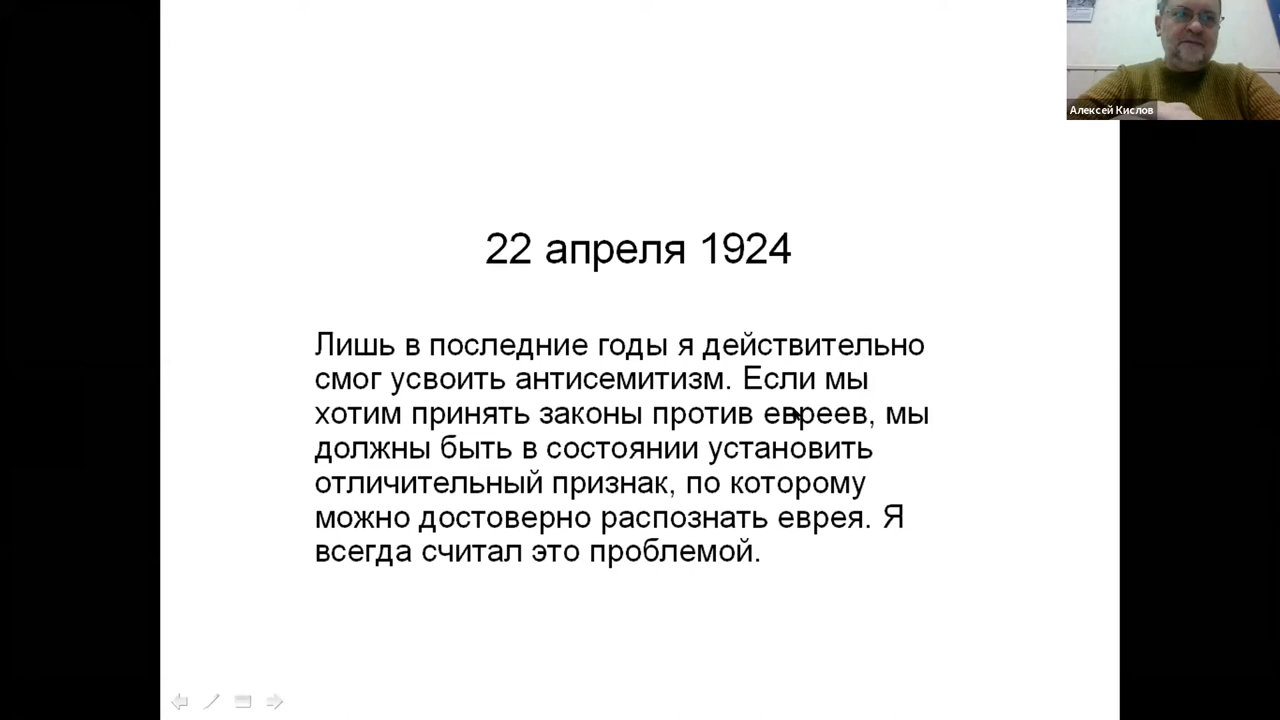 Алексей Кислов
22 апреля 1924
Лишь в последние годы я действительно
смог усвоить антисемитизм. Если мы
хотим принять законы против евреев, мы
должны быть в состоянии установить
отличительный признак, по которому
можно достоверно распознать еврея. Я
всегда считал это проблемой.